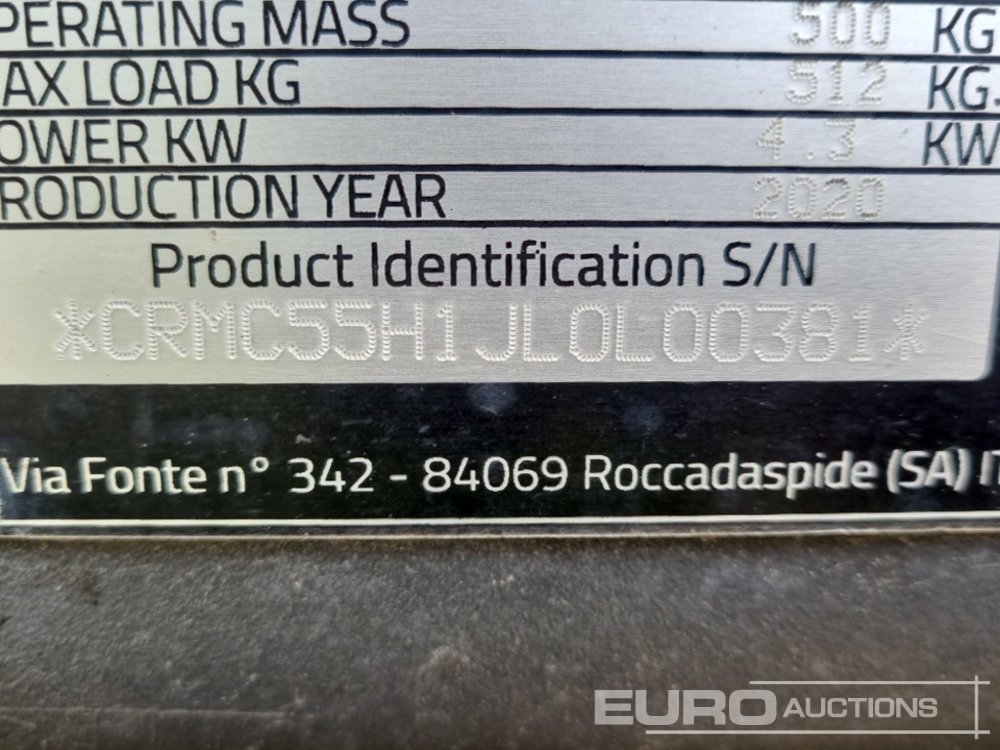 PERATING MASS 500 KG
AX LOAD KG 512 KG.
OWER KW 4.3 KW
RODUCTION YEAR 2020
Product Identification S/N
*CRMC55H1JL0L00381*
Via Fonte n° 342 - 84069 Roccadaspide (SA) IT
EURO AUCTIONS